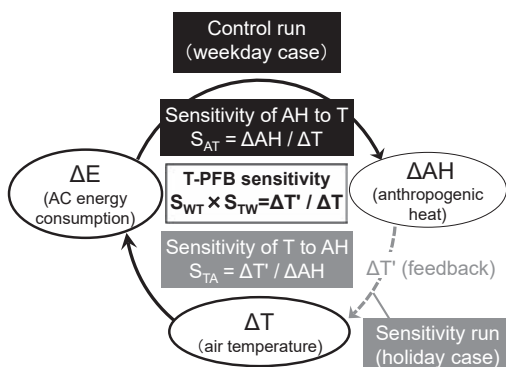 Control run
(weekday case)
Sensitivity of AH to T
S_AT = ΔAH / ΔT
ΔE
(AC energy
consumption)
T-PFB sensitivity
S_WT × S_TW=ΔT' / ΔT
ΔAH
(anthropogenic
heat)
Sensitivity of T to AH
S_TA = ΔT' / ΔAH
ΔT' (feedback)
ΔT
(air temperature)
Sensitivity run
(holiday case)